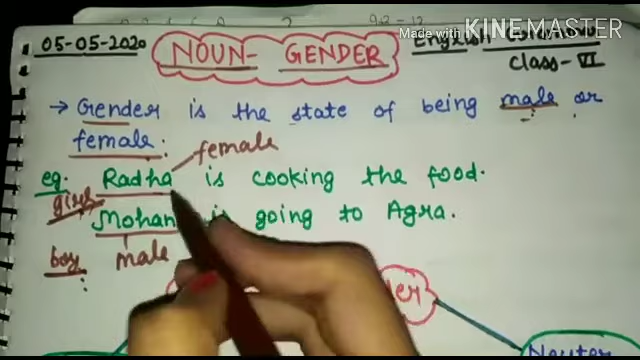 Made with KINEMASTER
05-05-2020
NOUN- GENDER
English
Class-VI
→ Gender is the state of being male or
female.
female
eg. Radha is cooking the food.
girl
Mohan is going to Agra.
boy male
Neuter